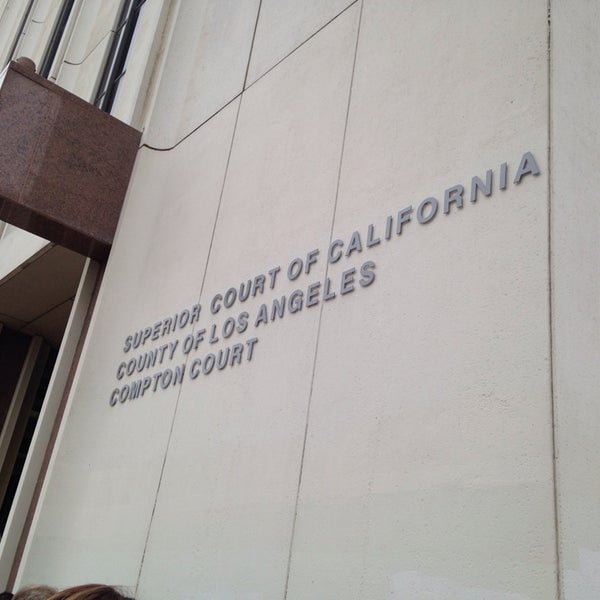 SUPERIOR COURT OF CALIFORNIA
COUNTY OF LOS ANGELES
COMPTON COURT